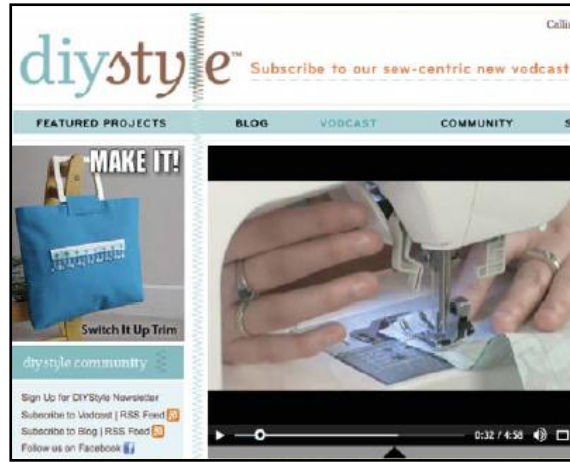 Calli
diystyle™
Subscribe to our sew-centric new vodcast
FEATURED PROJECTS BLOG VODCAST COMMUNITY S
MAKE IT!
Switch It Up Trim
diystyle community
Sign Up for DIYStyle Newsletter
Subscribe to Vodcast | RSS Feed
Subscribe to Blog | RSS Feed
Follow us on Facebook
0:32 / 4:58